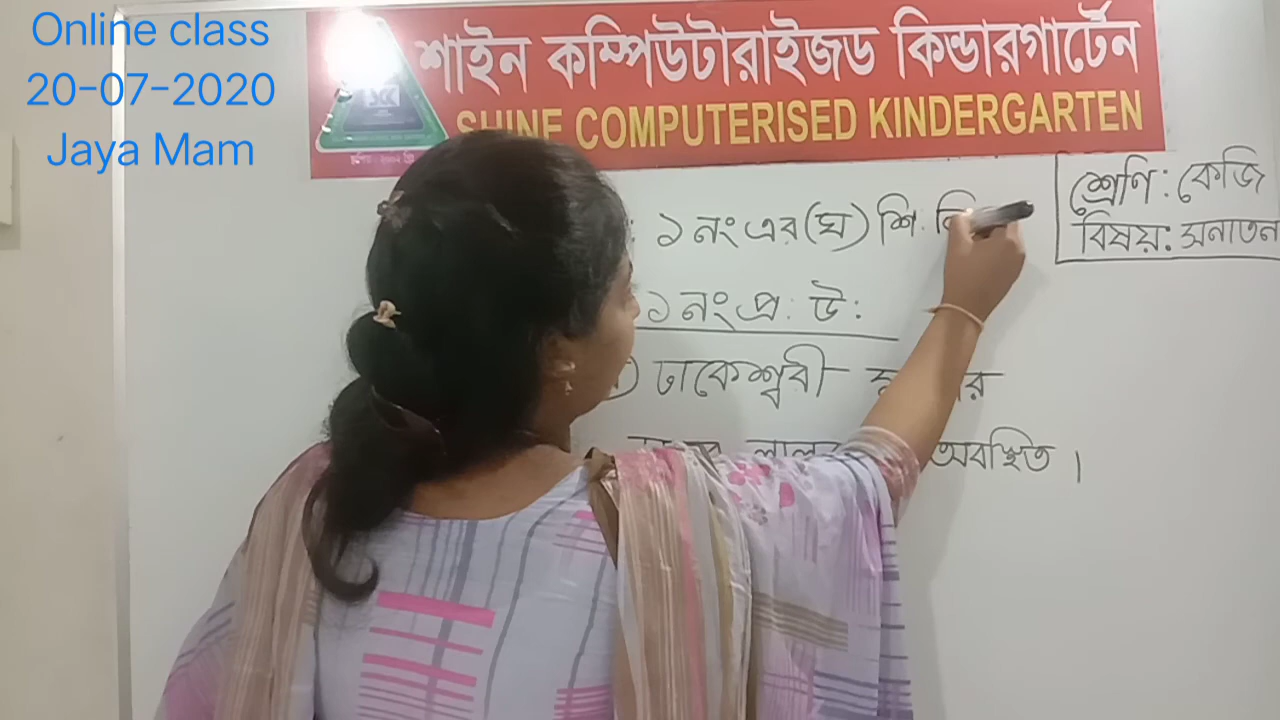 Online class
20-07-2020
Jaya Mam
শাইন কম্পিউটারাইজড কিন্ডারগার্টেন
SHINE COMPUTERISED KINDERGARTEN
শ্রেণি: কেজি
বিষয়: সনাতন
১ নং এর (ঘ) শি:
১ নং প্র: উ:
ঢাকেশ্বরী
অবস্থিত।